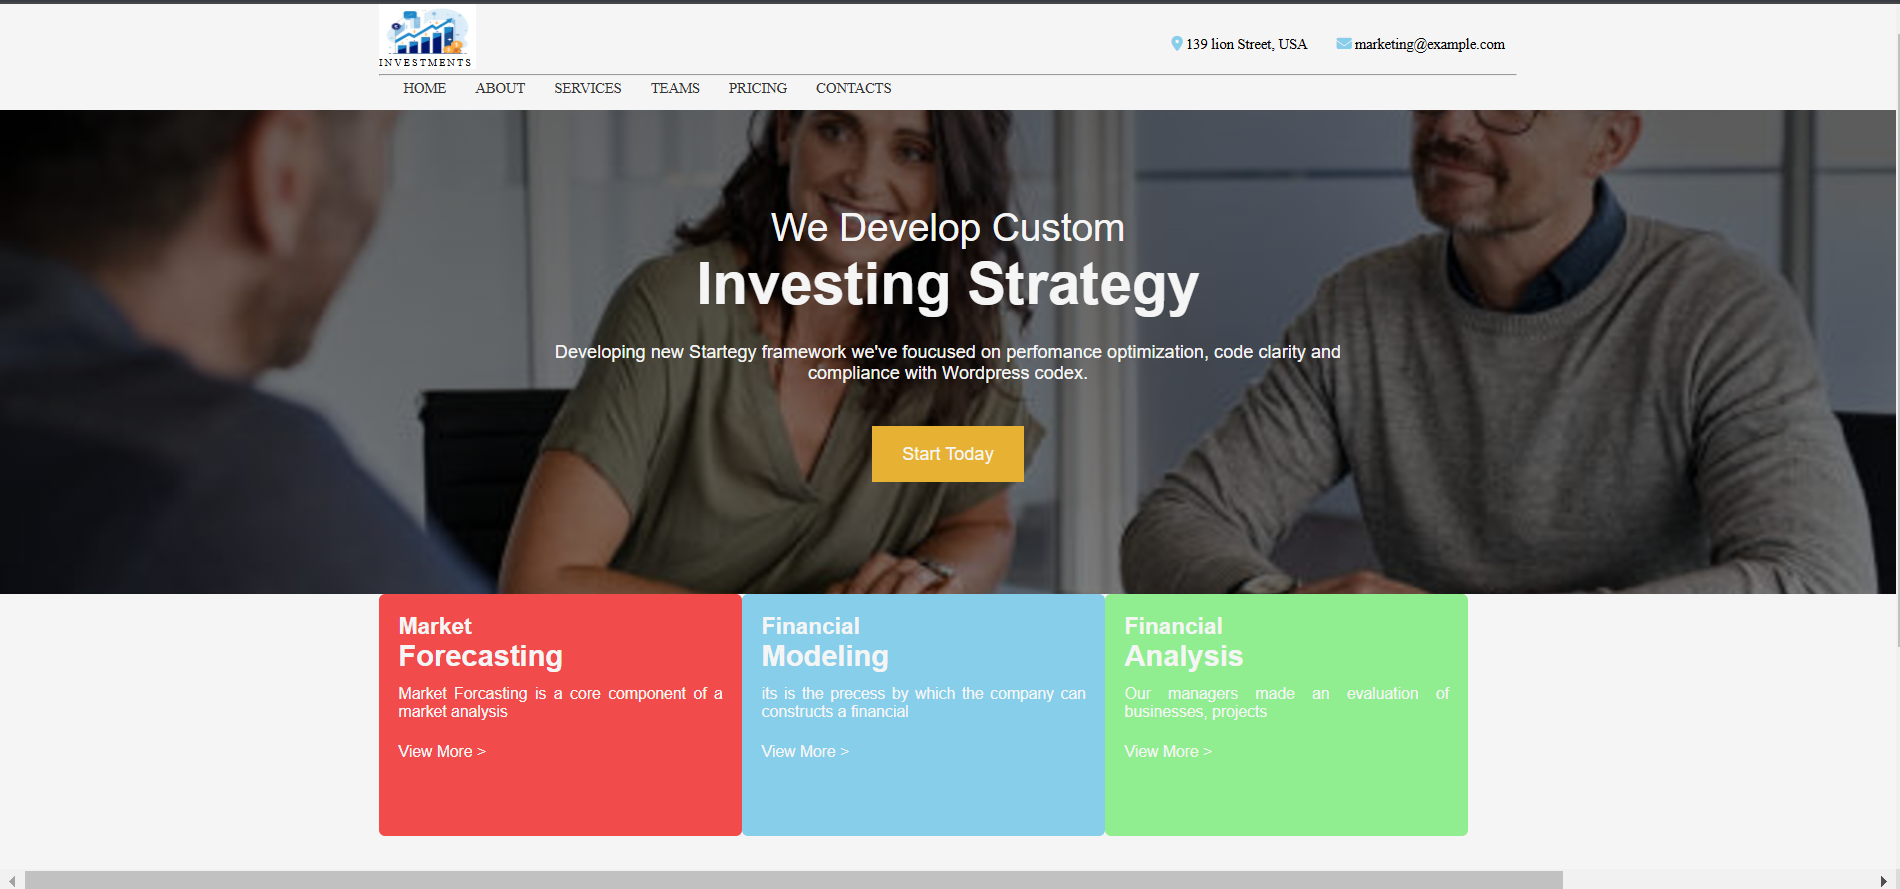 INVESTMENTS
139 lion Street, USA
marketing@example.com
HOME ABOUT SERVICES TEAMS PRICING CONTACTS
We Develop Custom
Investing Strategy
Developing new Startegy framework we've foucused on perfomance optimization, code clarity and
compliance with Wordpress codex.
Start Today
Market
Forecasting
Market Forcasting is a core component of a
market analysis
View More >
Financial
Modeling
its is the precess by which the company can
constructs a financial
View More >
Financial
Analysis
Our managers made an evaluation of
businesses, projects
View More >